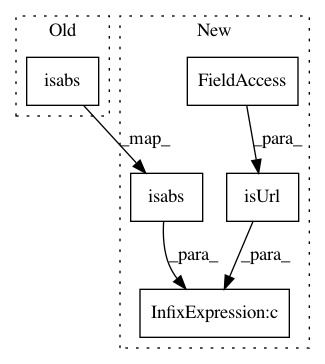 Old
New
isabs
FieldAccess
_map_
_para_
isabs
isUrl
_para_
_para_
InfixExpression:c